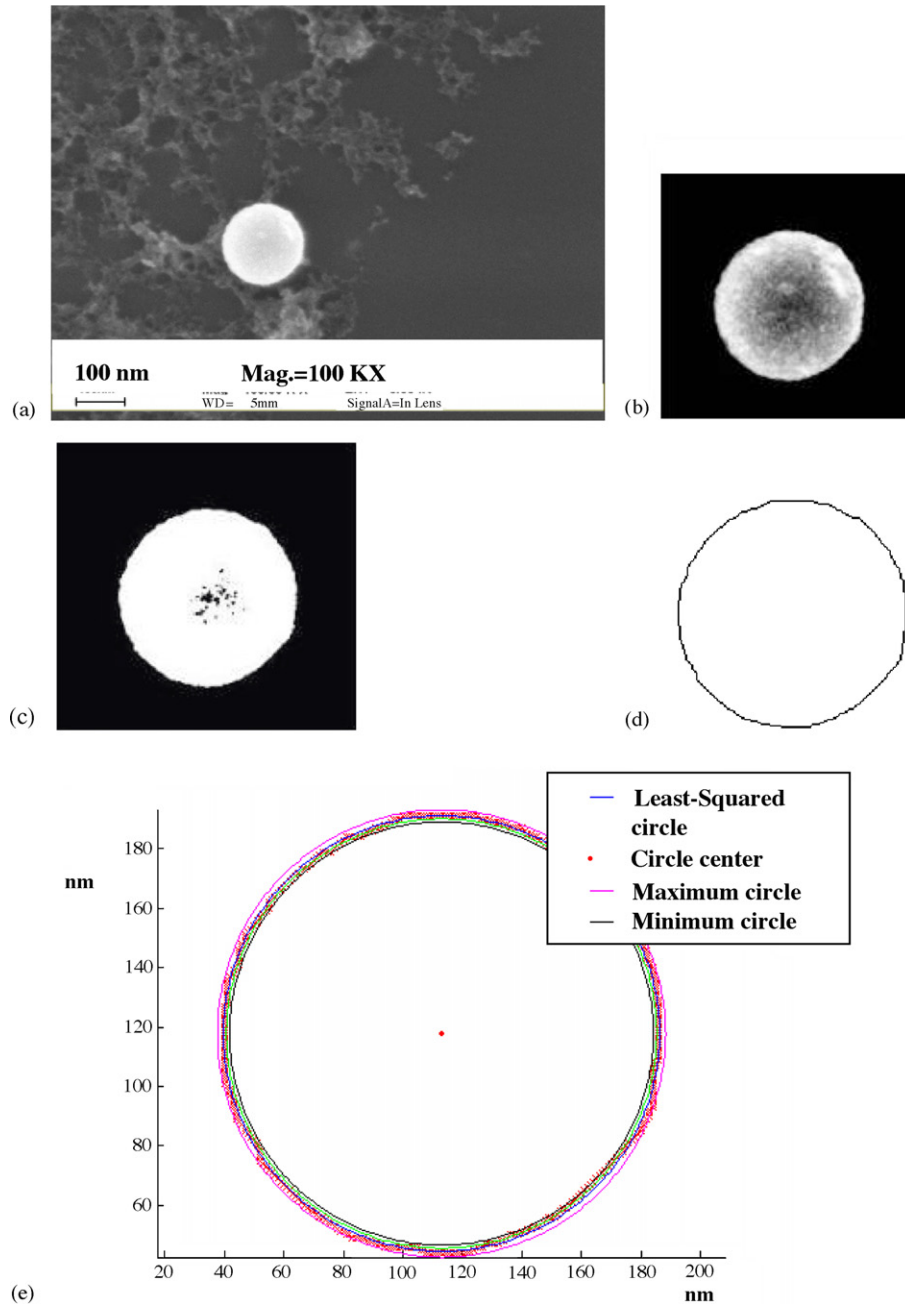 100 nm
Mag.=100 KX
WD= 5mm
SignalA=In Lens
(a)
(b)
(c)
(d)
Least-Squared
circle
Circle center
Maximum circle
Minimum circle
nm
180
160
140
120
100
80
60
20 40 60 80 100 120 140 160 180 200
nm
(e)